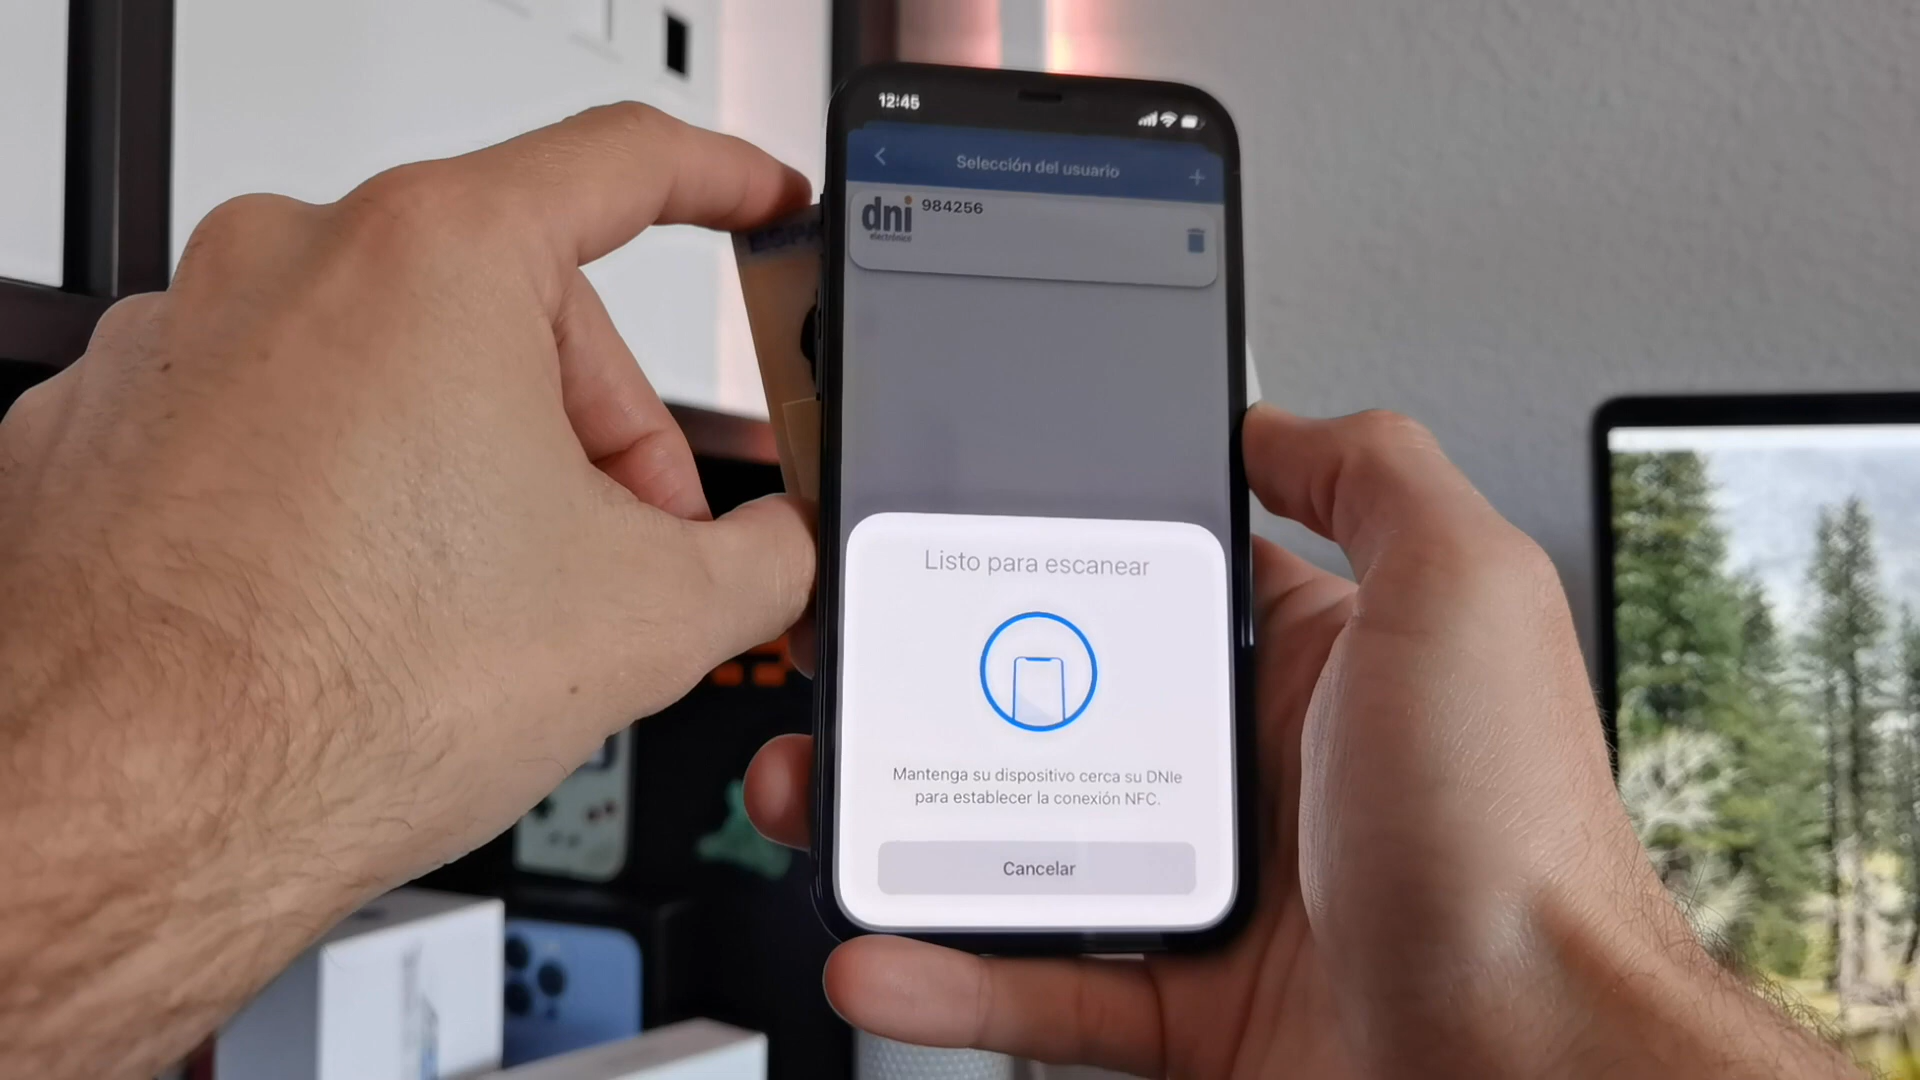 12:45
Selección del usuario
dni
electrónico
984256
Listo para escanear
Mantenga su dispositivo cerca su DNIe
para establecer la conexión NFC.
Cancelar